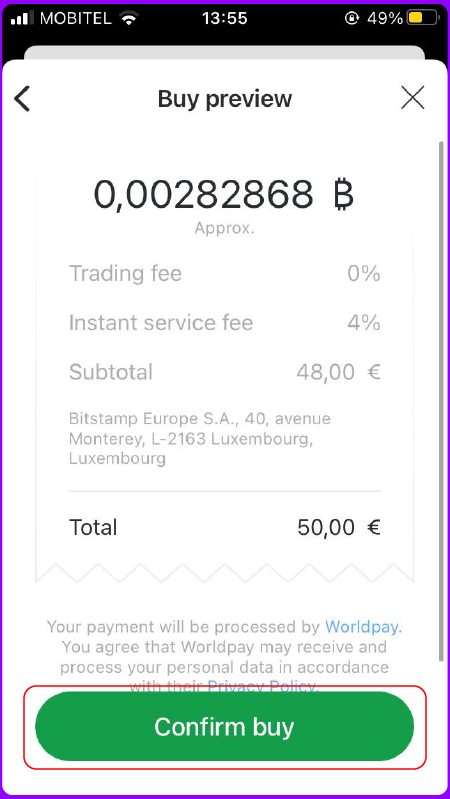 MOBITEL 13:55 49%
Buy preview
0,00282868 ₿
Approx.
Trading fee 0%
Instant service fee 4%
Subtotal 48,00 €
Bitstamp Europe S.A., 40, avenue
Monterey, L-2163 Luxembourg,
Luxembourg
Total 50,00 €
Your payment will be processed by Worldpay.
You agree that Worldpay may receive and
process your personal data in accordance
with their Privacy Policy.
Confirm buy